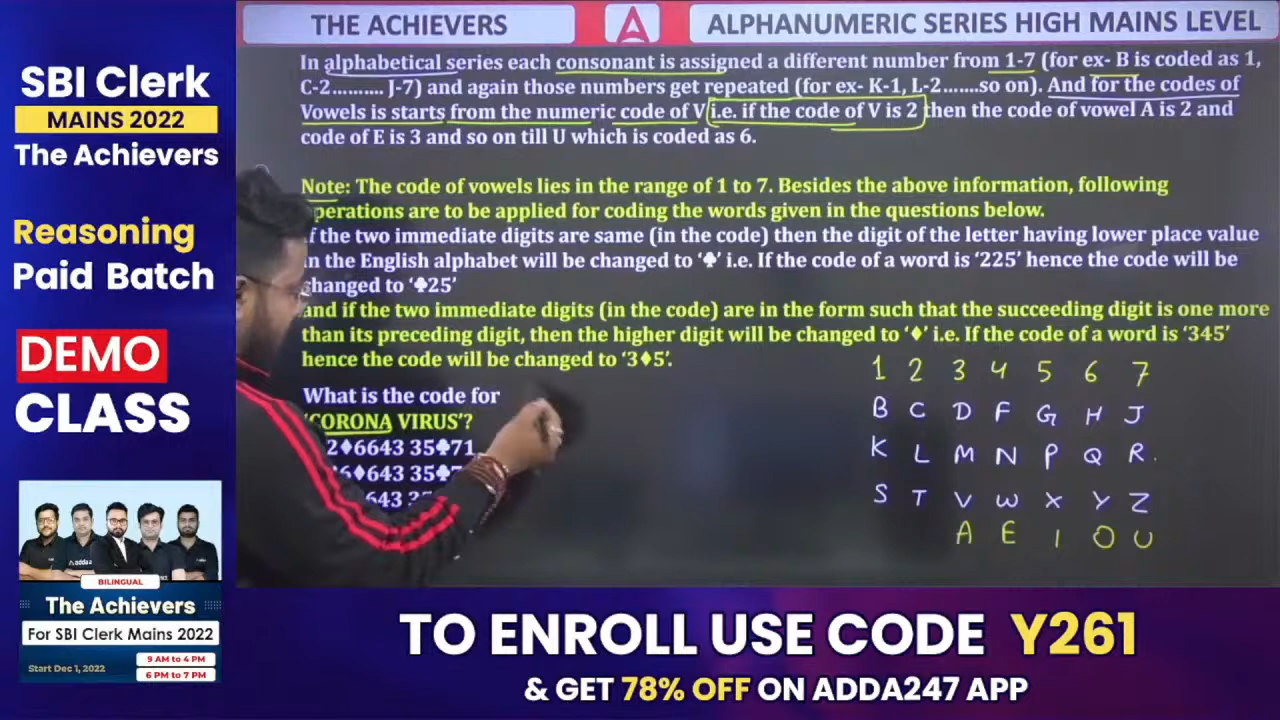 SBI Clerk
MAINS 2022
The Achievers
Reasoning
Paid Batch
DEMO
CLASS
BILINGUAL
The Achievers
For SBI Clerk Mains 2022
Start Dec 1, 2022
9 AM to 4 PM
6 PM to 7 PM
THE ACHIEVERS
ALPHANUMERIC SERIES HIGH MAINS LEVEL
In alphabetical series each consonant is assigned a different number from 1-7 (for ex- B is coded as 1,
C-2.......... J-7) and again those numbers get repeated (for ex- K-1, L-2.......so on). And for the codes of
Vowels is starts from the numeric code of V i.e. if the code of V is 2 then the code of vowel A is 2 and
code of E is 3 and so on till U which is coded as 6.
Note: The code of vowels lies in the range of 1 to 7. Besides the above information, following
operations are to be applied for coding the words given in the questions below.
If the two immediate digits are same (in the code) then the digit of the letter having lower place value
in the English alphabet will be changed to ‘♣’ i.e. If the code of a word is ‘225’ hence the code will be
changed to ‘♣25’
and if the two immediate digits (in the code) are in the form such that the succeeding digit is one more
than its preceding digit, then the higher digit will be changed to ‘♦’ i.e. If the code of a word is ‘345’
hence the code will be changed to ‘3♦5’.
What is the code for
‘CORONA VIRUS’?
2♦6643 35♣71
6♦643 35♣7
643 35
1 2 3 4 5 6 7
B C D F G H J
K L M N P Q R
S T V W X Y Z
A E I O U
TO ENROLL USE CODE Y261
& GET 78% OFF ON ADDA247 APP